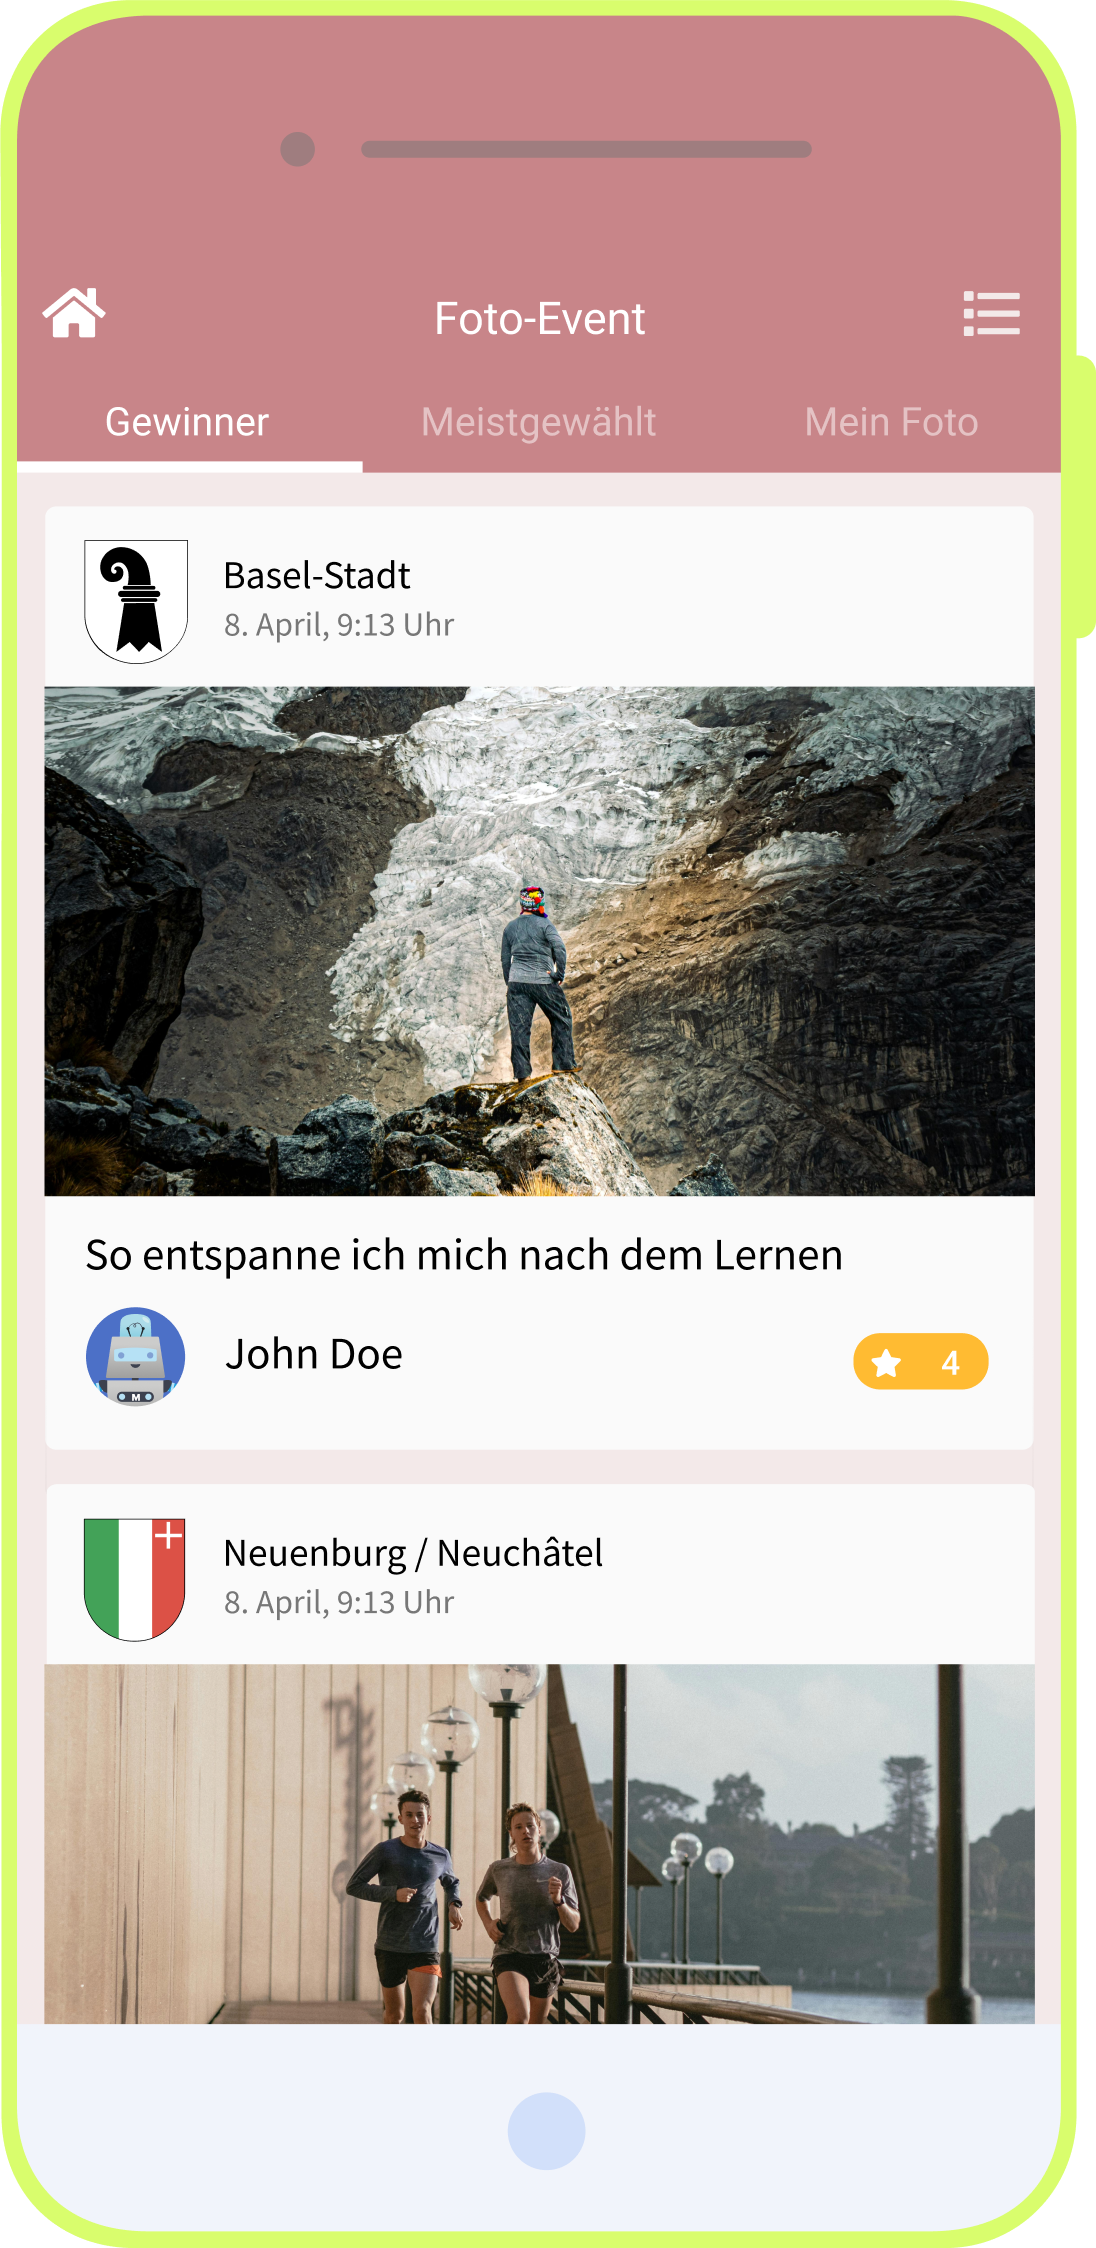 Foto-Event
Gewinner Meistgewählt Mein Foto
Basel-Stadt
8. April, 9:13 Uhr
So entspanne ich mich nach dem Lernen
John Doe
4
M
Neuenburg / Neuchâtel
8. April, 9:13 Uhr